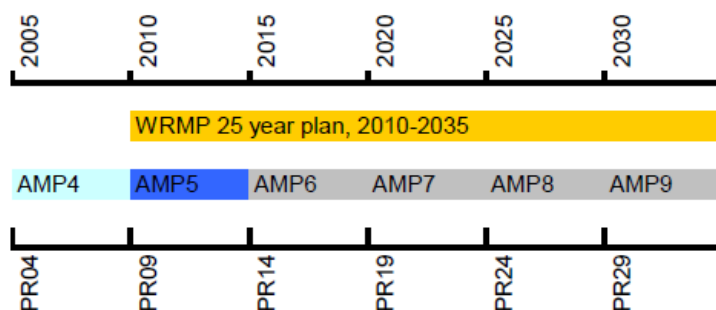 2005 2010 2015 2020 2025 2030
WRMP 25 year plan, 2010-2035
AMP4 AMP5 AMP6 AMP7 AMP8 AMP9
PR04 PR09 PR14 PR19 PR24 PR29